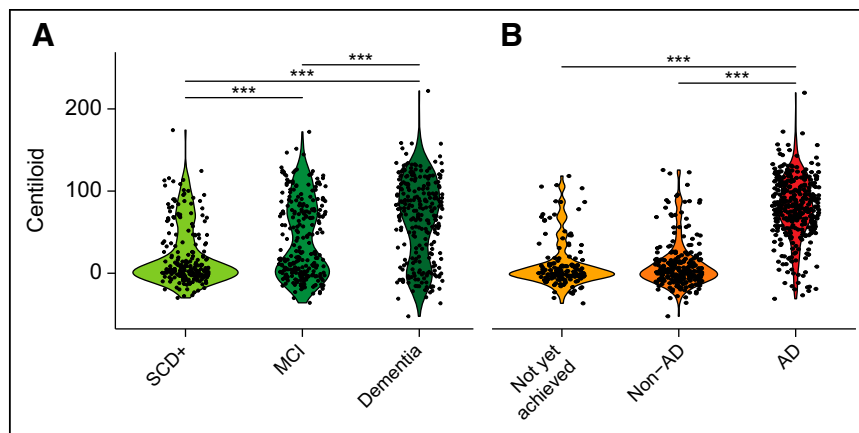 A
B
***
***
***
***
***
Centiloid
200
100
0
SCD+
MCI
Dementia
Not yet
achieved
Non-AD
AD